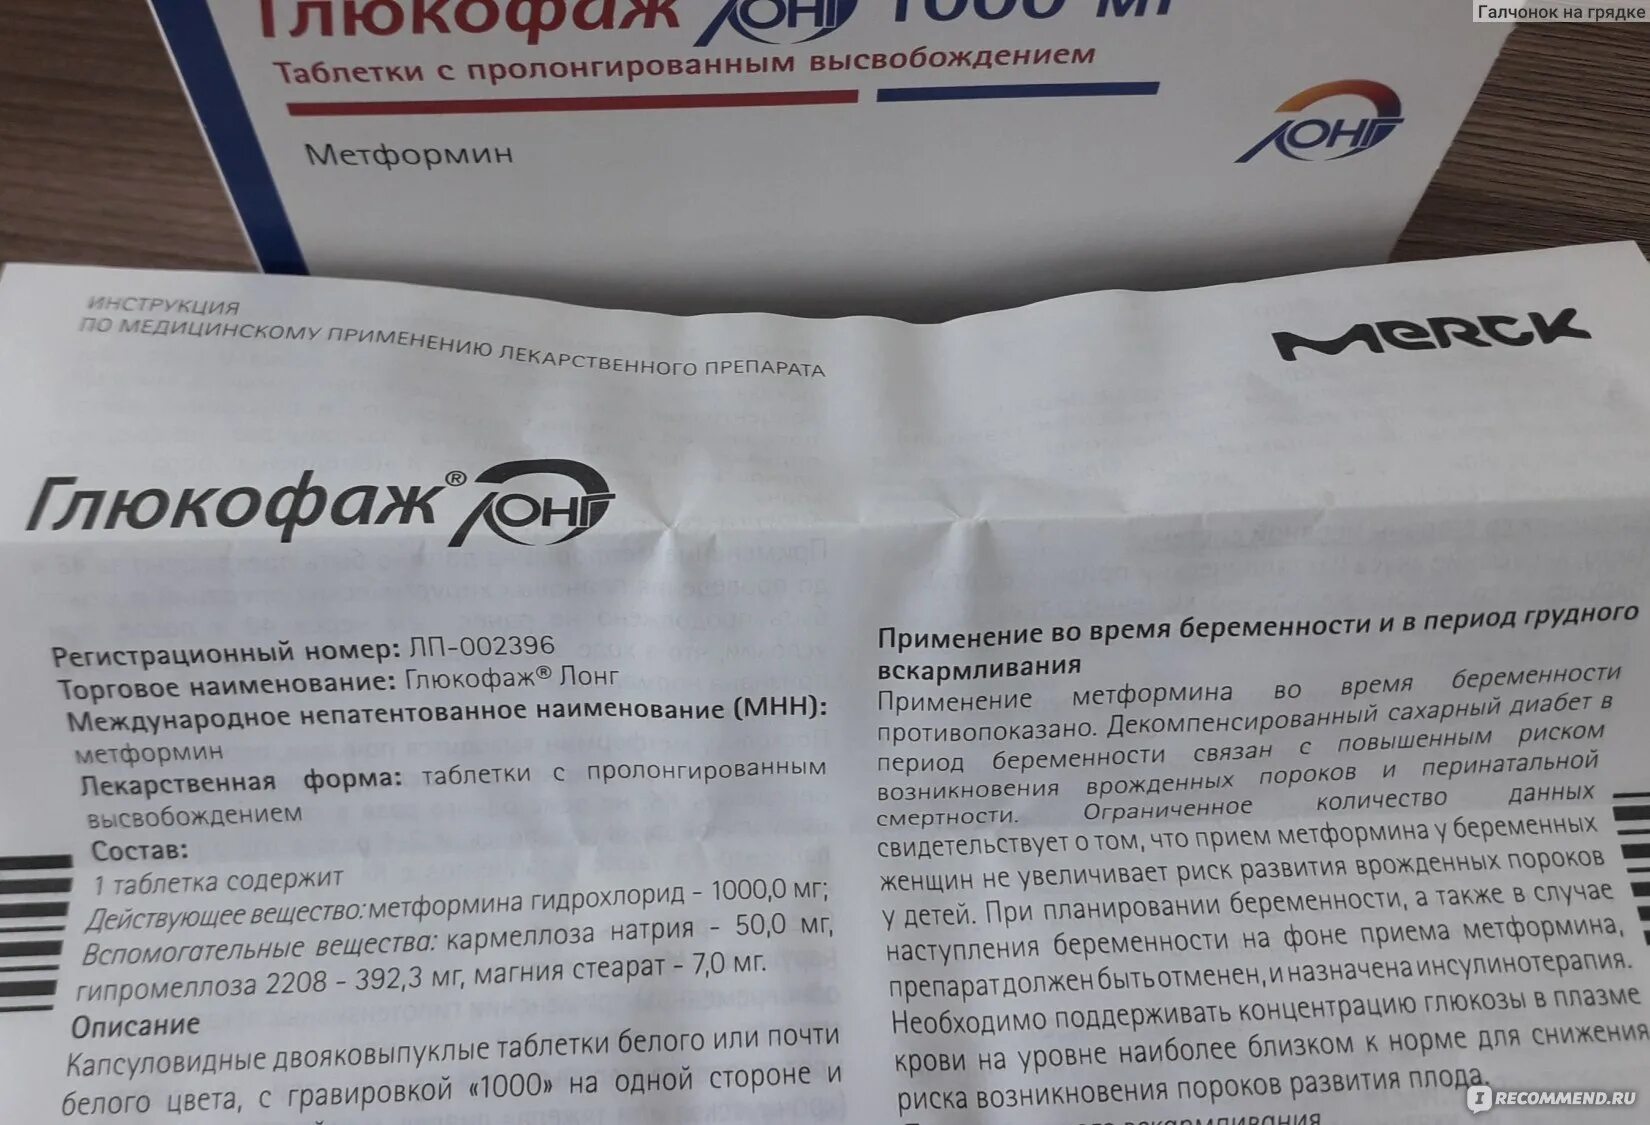 Галчонок на грядке
Глюкофаж ЛОНГ 1000 мг
Таблетки с пролонгированным высвобождением
Метформин
ЛОНГ
ИНСТРУКЦИЯ
ПО МЕДИЦИНСКОМУ ПРИМЕНЕНИЮ ЛЕКАРСТВЕННОГО ПРЕПАРАТА
MERCK
Глюкофаж® ЛОНГ
Регистрационный номер: ЛП-002396
Торговое наименование: Глюкофаж® Лонг
Международное непатентованное наименование (МНН):
метформин
Лекарственная форма: таблетки с пролонгированным
высвобождением
Состав:
1 таблетка содержит
Действующее вещество: метформина гидрохлорид - 1000,0 мг;
Вспомогательные вещества: кармеллоза натрия - 50,0 мг,
гипромеллоза 2208 - 392,3 мг, магния стеарат - 7,0 мг.
Описание
Капсуловидные двояковыпуклые таблетки белого или почти
белого цвета, с гравировкой «1000» на одной стороне и
Применение во время беременности и в период грудного
вскармливания
Применение метформина во время беременности
противопоказано. Декомпенсированный сахарный диабет в
период беременности связан с повышенным риском
возникновения врожденных пороков и перинатальной
смертности. Ограниченное количество данных
свидетельствует о том, что прием метформина у беременных
женщин не увеличивает риск развития врожденных пороков
у детей. При планировании беременности, а также в случае
наступления беременности на фоне приема метформина,
препарат должен быть отменен, и назначена инсулинотерапия.
Необходимо поддерживать концентрацию глюкозы в плазме
крови на уровне наиболее близком к норме для снижения
риска возникновения пороков развития плода.
вскармливания
IRECOMMEND.RU